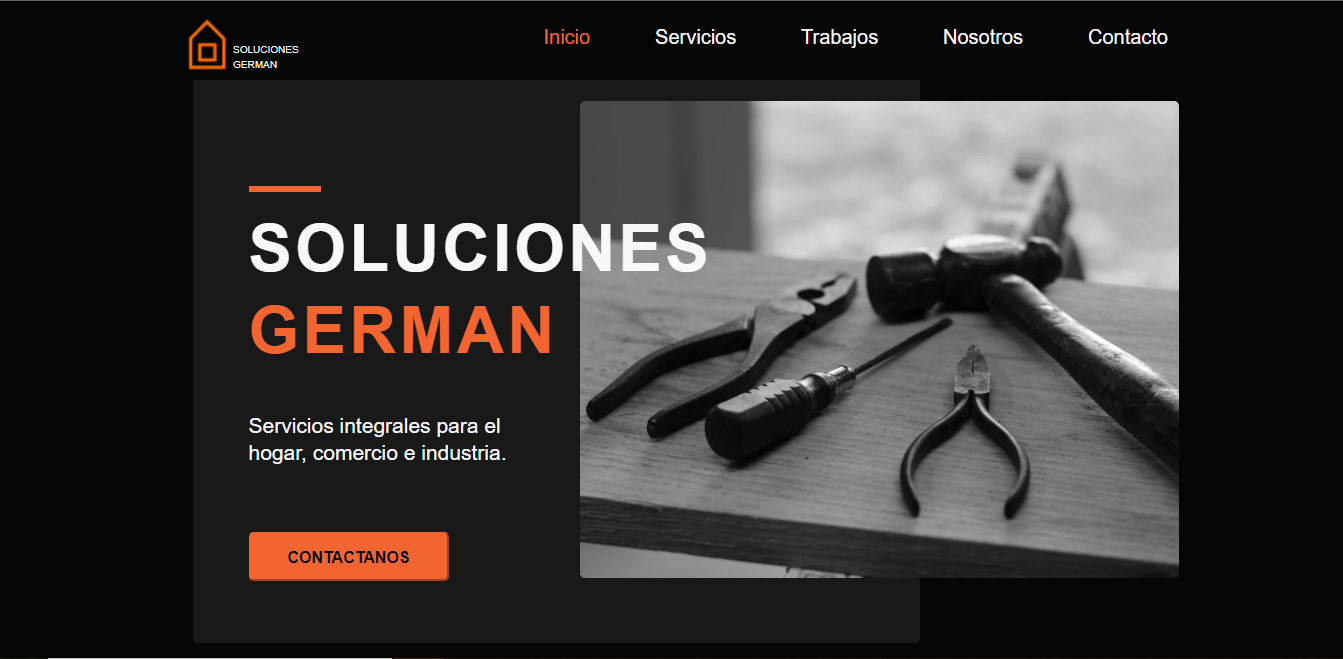 SOLUCIONES
GERMAN
Inicio Servicios Trabajos Nosotros Contacto
SOLUCIONES
GERMAN
Servicios integrales para el
hogar, comercio e industria.
CONTACTANOS